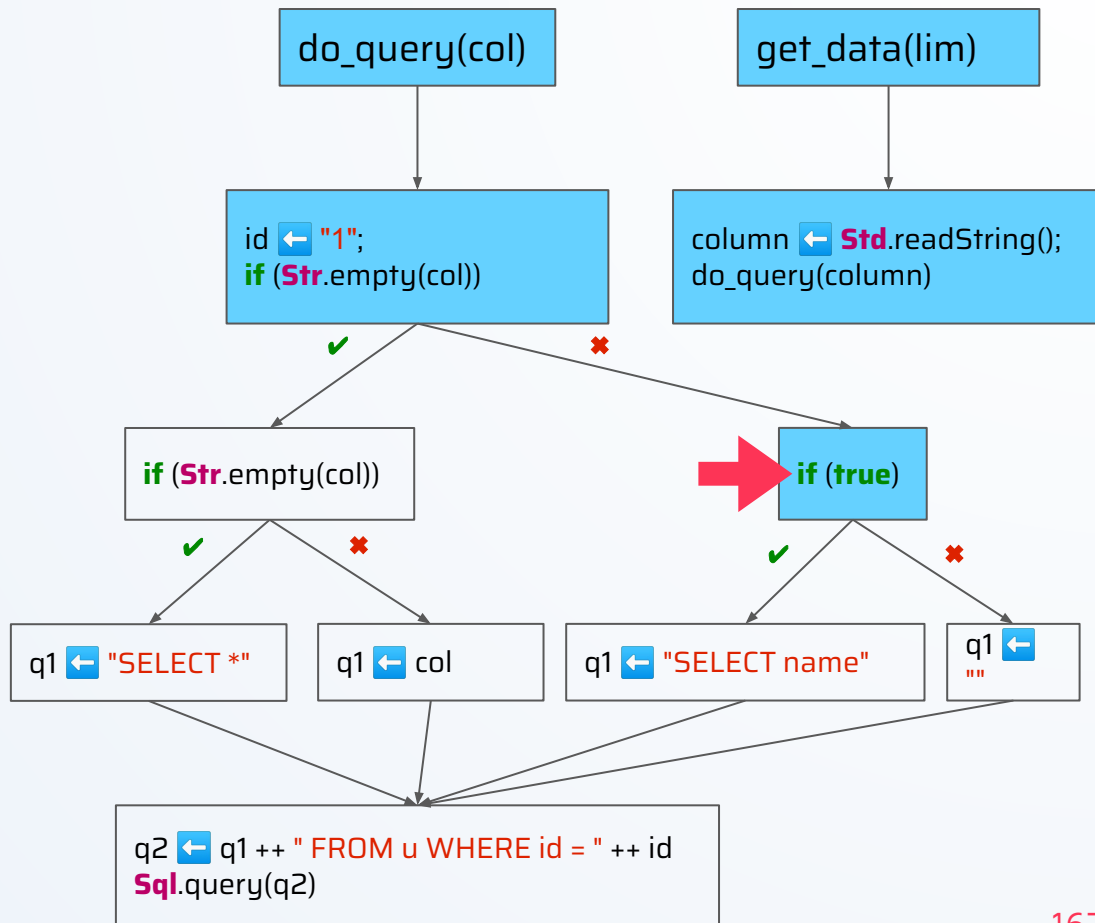 do_query(col)
get_data(lim)
id ⬅ "1";
if (Str.empty(col))
column ⬅ Std.readString();
do_query(column)
✔
✖
if (Str.empty(col))
if (true)
✔
✖
✔
✖
q1 ⬅ "SELECT *"
q1 ⬅ col
q1 ⬅ "SELECT name"
q1 ⬅
""
q2 ⬅ q1 ++ " FROM u WHERE id = " ++ id
Sql.query(q2)